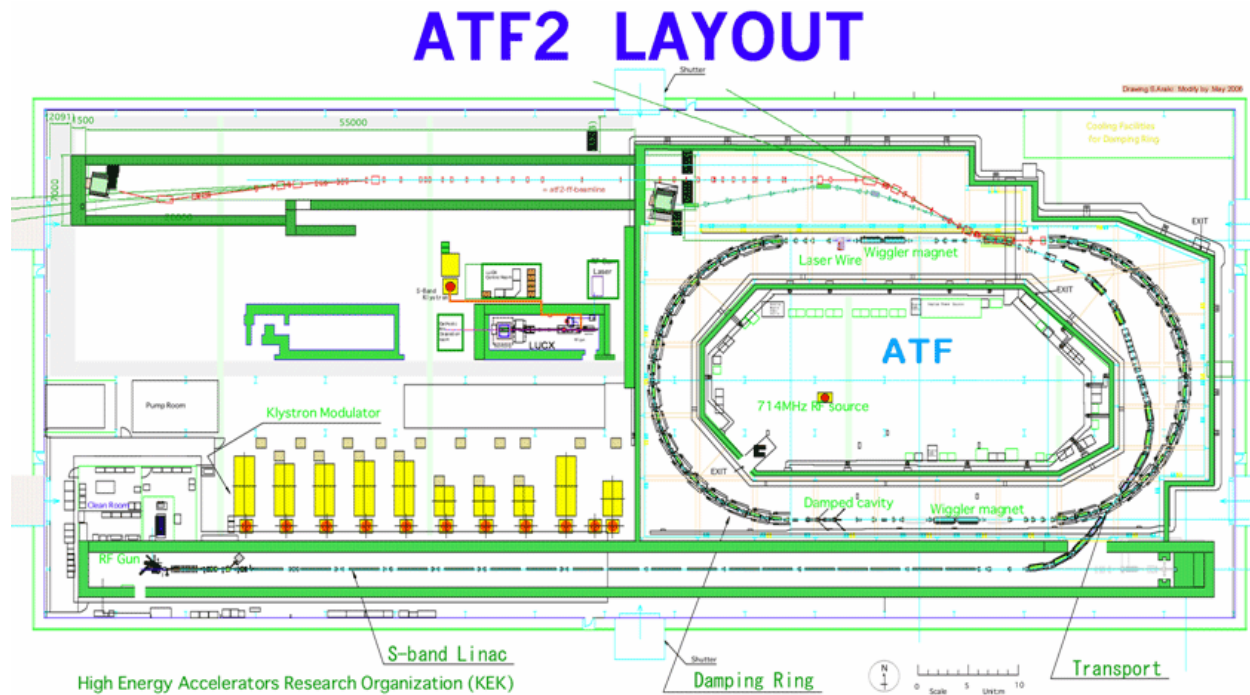 ATF2 LAYOUT
Shutter
Drawing S.Araki Modify by May 2006
2091
1500
55000
Cooling Facilities
for Damping Ring
7000
= atf2-ff-beamline
EXIT
Laser Wire
Wiggler magnet
Laser
S-Band
Klystron
EXIT
LUCX
ATF
714MHz RF source
Pump Room
Klystron Modulator
EXIT
Clean Room
Damped cavity
Wiggler magnet
RF Gun
S-band Linac
Shutter
Damping Ring
Transport
High Energy Accelerators Research Organization (KEK)
N
0 5 10
Scale Unit:m